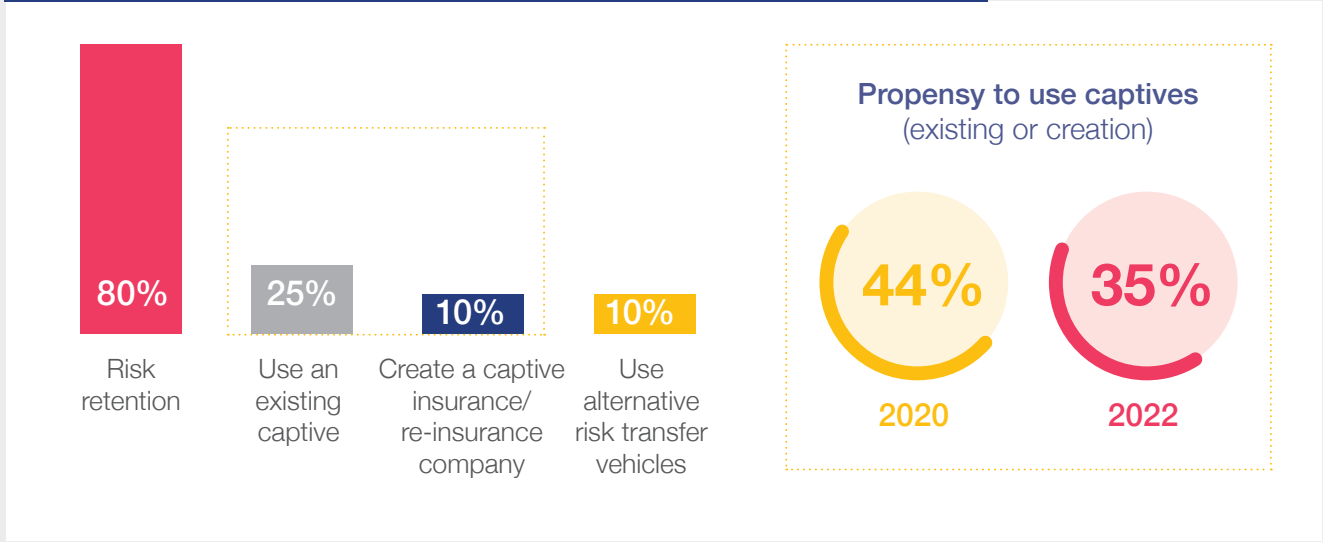 80%
25%
10%
10%
Risk
retention
Use an
existing
captive
Create a captive
insurance/
re-insurance
company
Use
alternative
risk transfer
vehicles
Propensy to use captives
(existing or creation)
44%
35%
2020
2022